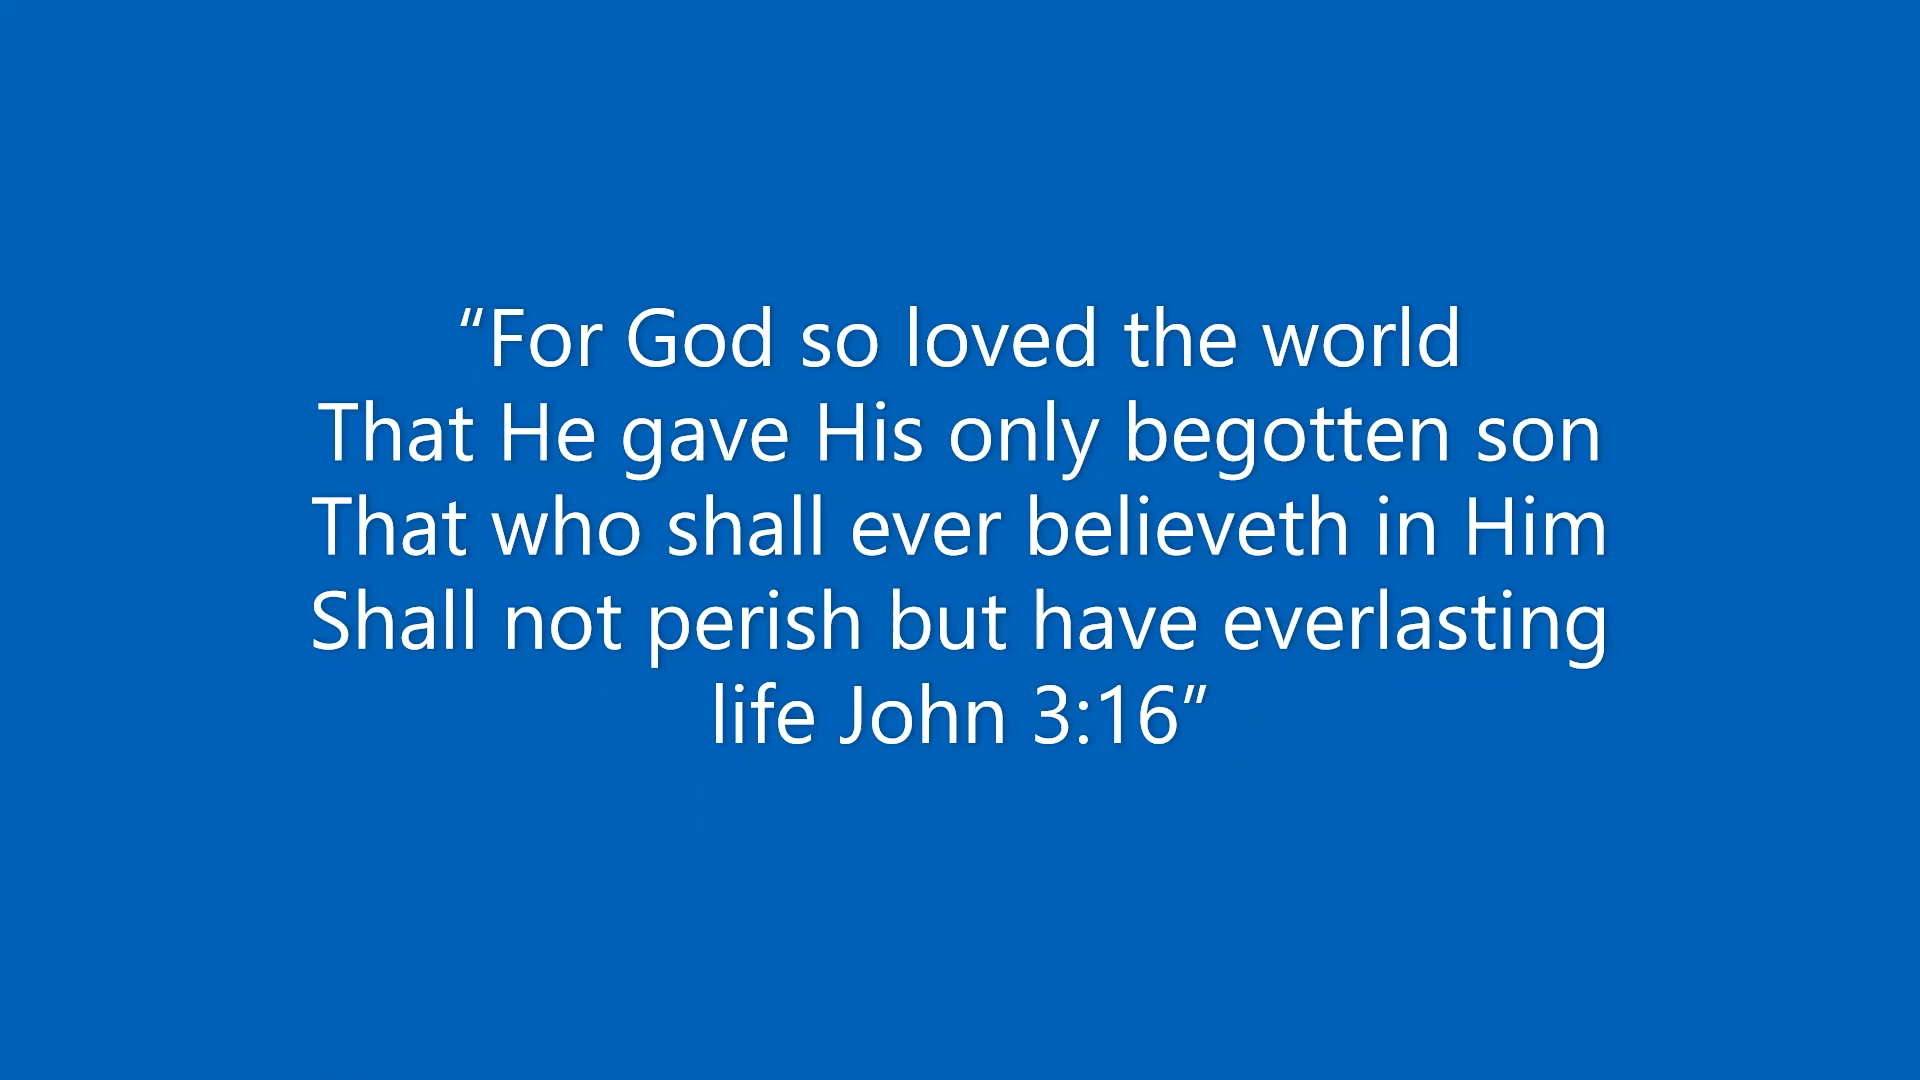 “For God so loved the world
That He gave His only begotten son
That who shall ever believeth in Him
Shall not perish but have everlasting
life John 3:16”